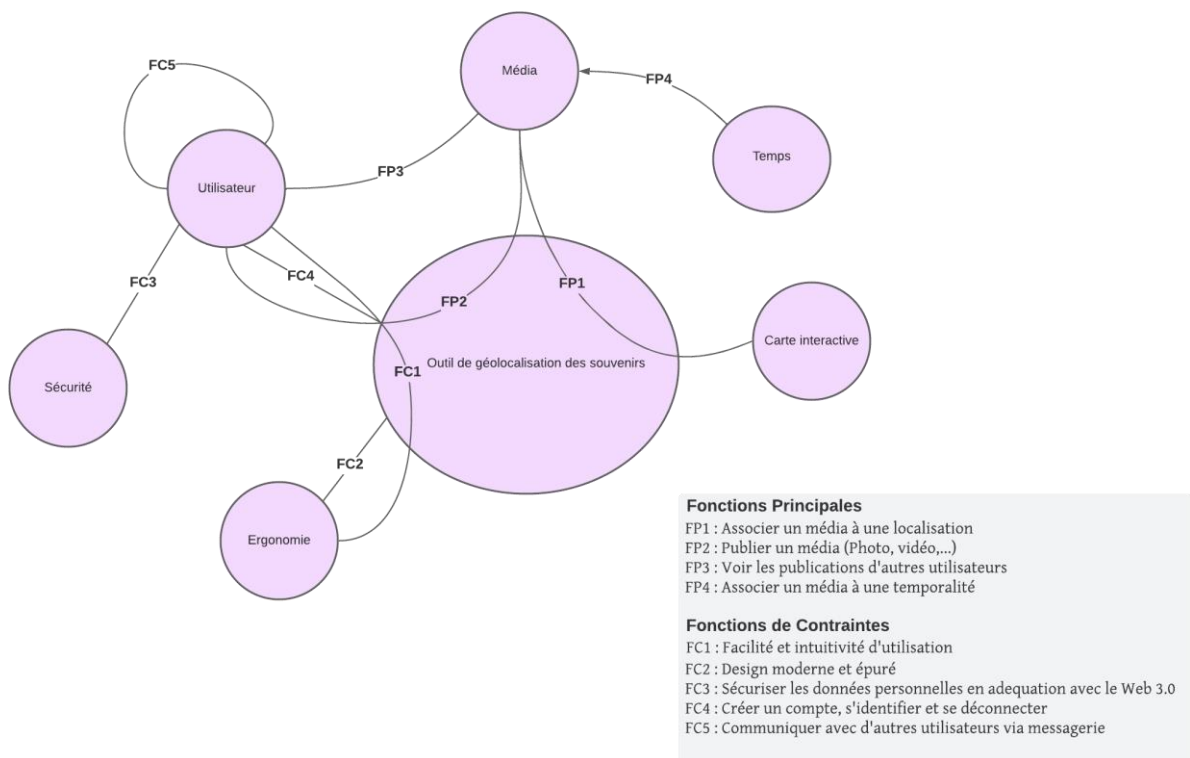 FC5
Média
FP4
Temps
FP3
Utilisateur
FC3
FC4
FP2
FP1
Carte interactive
Outil de géolocalisation des souvenirs
FC1
Sécurité
FC2
Ergonomie
Fonctions Principales
FP1 : Associer un média à une localisation
FP2 : Publier un média (Photo, vidéo,...)
FP3 : Voir les publications d'autres utilisateurs
FP4 : Associer un média à une temporalité
Fonctions de Contraintes
FC1 : Facilité et intuitivité d'utilisation
FC2 : Design moderne et épuré
FC3 : Sécuriser les données personnelles en adequation avec le Web 3.0
FC4 : Créer un compte, s'identifier et se déconnecter
FC5 : Communiquer avec d'autres utilisateurs via messagerie